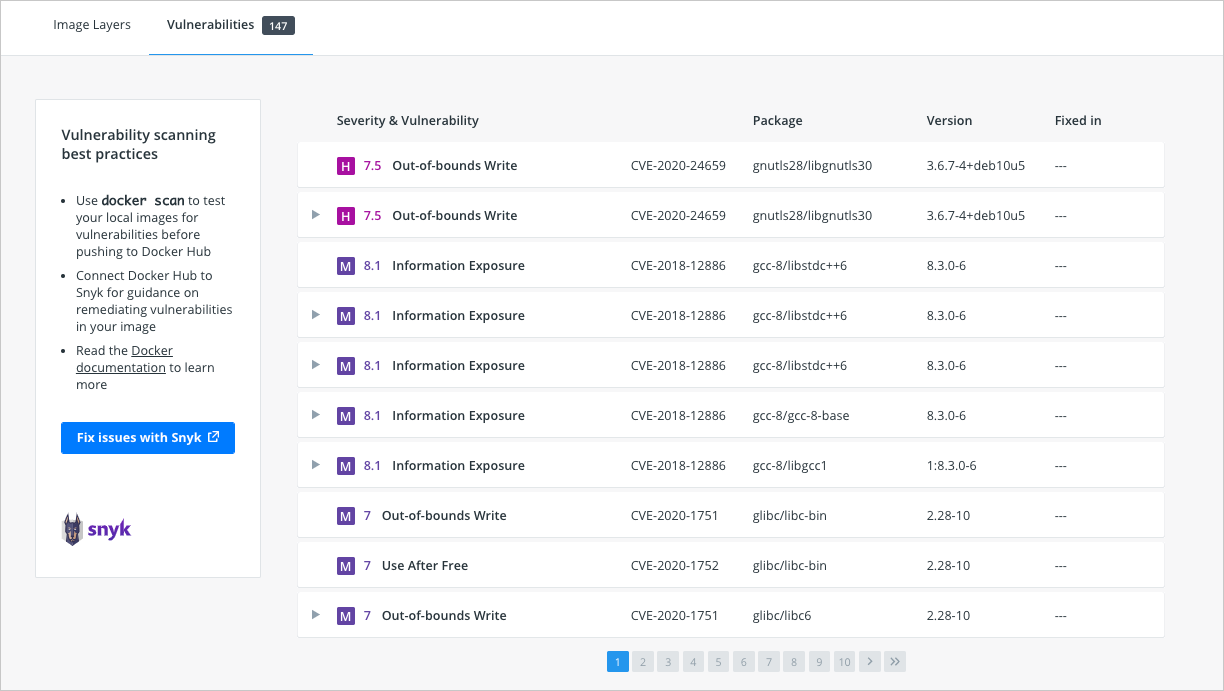 Image Layers Vulnerabilities 147
Vulnerability scanning
best practices
Use docker scan to test
your local images for
vulnerabilities before
pushing to Docker Hub
Connect Docker Hub to
Snyk for guidance on
remediating vulnerabilities
in your image
Read the Docker
documentation to learn
more
Fix issues with Snyk
snyk
Severity & Vulnerability Package Version Fixed in
H 7.5 Out-of-bounds Write CVE-2020-24659 gnutls28/libgnutls30 3.6.7-4+deb10u5 ---
H 7.5 Out-of-bounds Write CVE-2020-24659 gnutls28/libgnutls30 3.6.7-4+deb10u5 ---
M 8.1 Information Exposure CVE-2018-12886 gcc-8/libstdc++6 8.3.0-6 ---
M 8.1 Information Exposure CVE-2018-12886 gcc-8/libstdc++6 8.3.0-6 ---
M 8.1 Information Exposure CVE-2018-12886 gcc-8/libstdc++6 8.3.0-6 ---
M 8.1 Information Exposure CVE-2018-12886 gcc-8/gcc-8-base 8.3.0-6 ---
M 8.1 Information Exposure CVE-2018-12886 gcc-8/libgcc1 1:8.3.0-6 ---
M 7 Out-of-bounds Write CVE-2020-1751 glibc/libc-bin 2.28-10 ---
M 7 Use After Free CVE-2020-1752 glibc/libc-bin 2.28-10 ---
M 7 Out-of-bounds Write CVE-2020-1751 glibc/libc6 2.28-10 ---
1 2 3 4 5 6 7 8 9 10 > >>